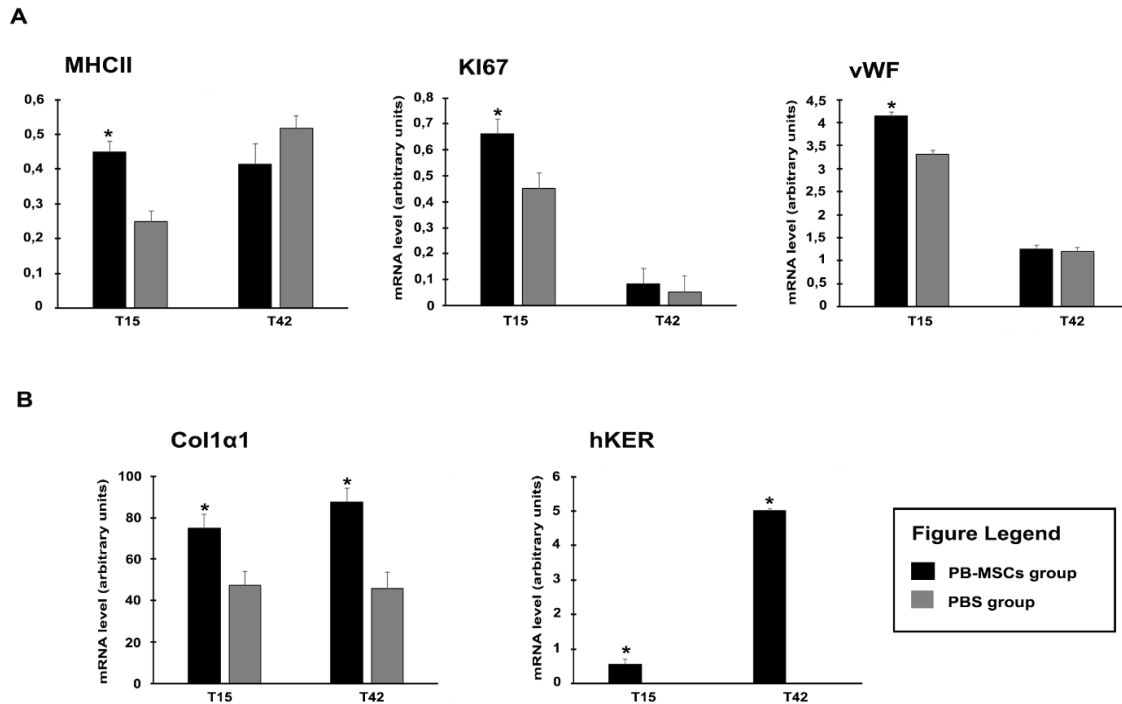 A
MHCII
0,6
0,5
0,4
0,3
0,2
0,1
0
*
T15
T42
KI67
mRNA level (arbitrary units)
0,8
0,7
0,6
0,5
0,4
0,3
0,2
0,1
0
*
T15
T42
vWF
mRNA level (arbitrary units)
4,5
4
3,5
3
2,5
2
1,5
1
0,5
0
*
T15
T42
B
Col1α1
mRNA level (arbitrary units)
100
80
60
40
20
0
*
*
T15
T42
hKER
mRNA level (arbitrary units)
6
5
4
3
2
1
0
*
*
T15
T42
Figure Legend
PB-MSCs group
PBS group